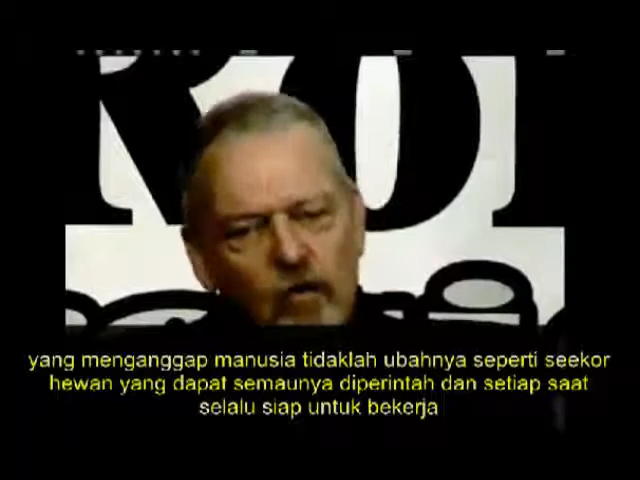 yang menganggap manusia tidaklah ubahnya seperti seekor
hewan yang dapat semaunya diperintah dan setiap saat
selalu siap untuk bekerja